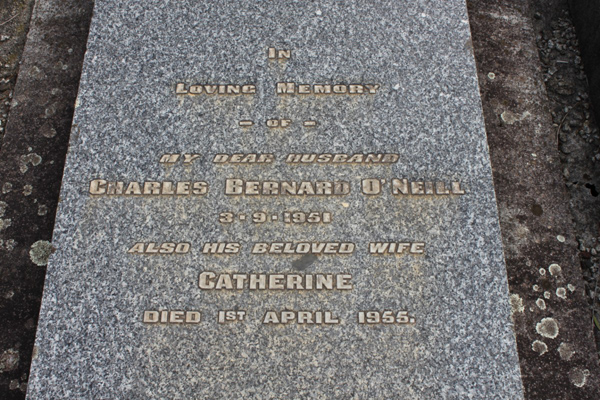 In
Loving Memory
- OF -
MY DEAR HUSBAND
Charles Bernard O'Neill
3-9-1951
ALSO HIS BELOVED WIFE
Catherine
DIED 1ST APRIL 1955.